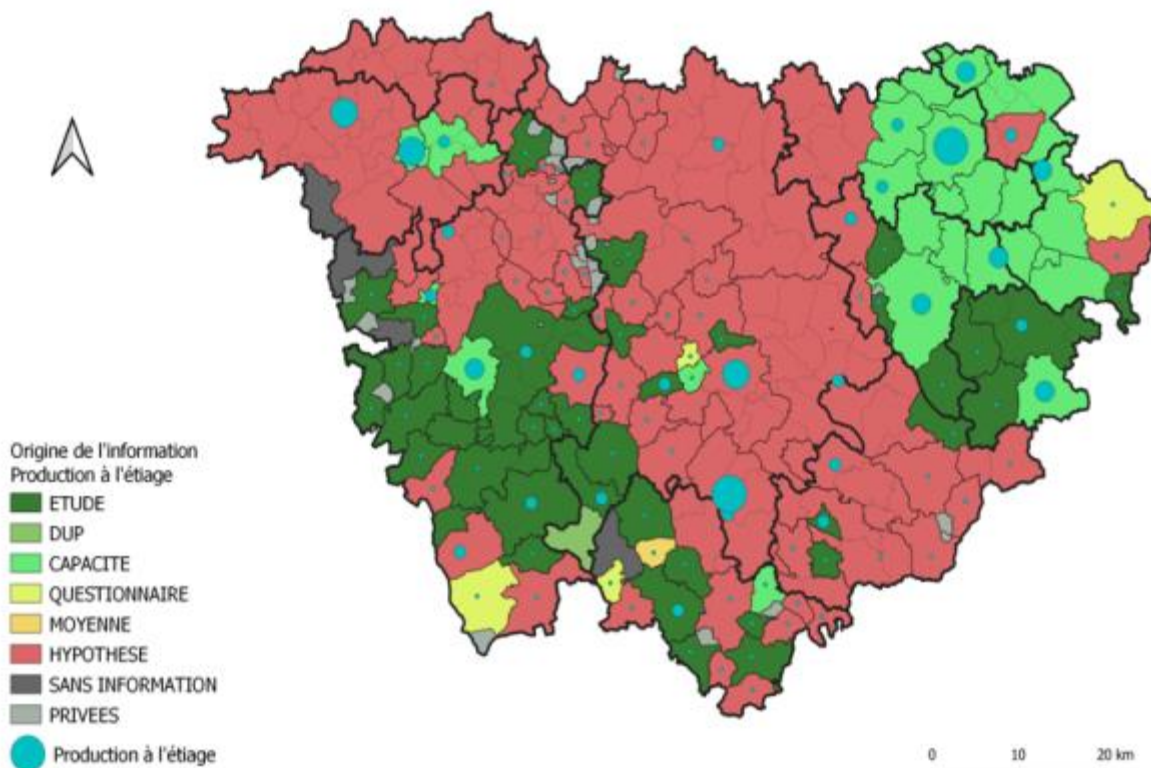 Origine de l'information
Production à l'étiage
ETUDE
DUP
CAPACITE
QUESTIONNAIRE
MOYENNE
HYPOTHESE
SANS INFORMATION
PRIVEES
Production à l'étiage
0 10 20 km